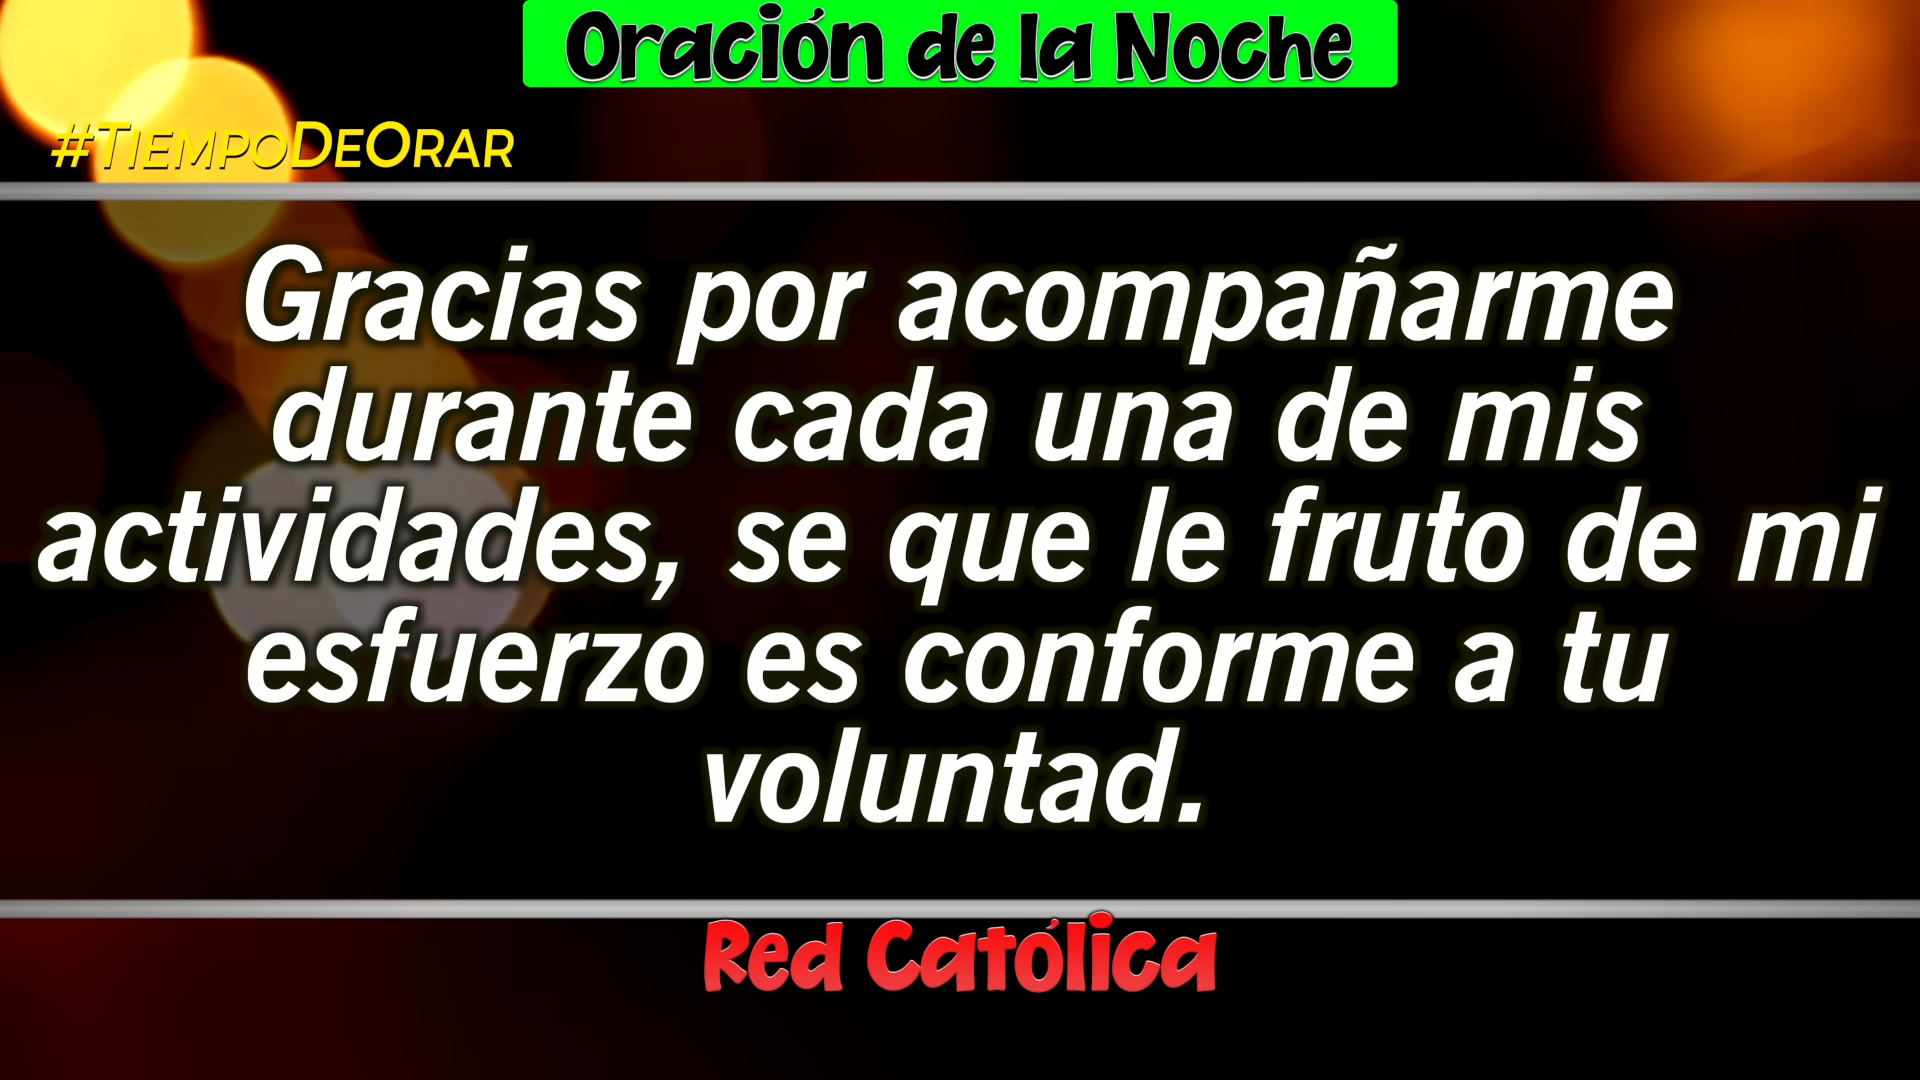 Oración de la Noche
#TiempoDeOrar
Gracias por acompañarme
durante cada una de mis
actividades, se que le fruto de mi
esfuerzo es conforme a tu
voluntad.
Red Católica